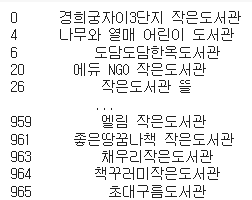 0 경희궁자이3단지 작은도서관
4 나무와 열매 어린이 도서관
6 도담도담한옥도서관
20 에듀 NGO 작은도서관
26 작은도서관 뜰
...
959 엘림 작은도서관
961 좋은땅꿈나책 작은도서관
963 채우리작은도서관
964 책꾸러미작은도서관
965 초대구름도서관